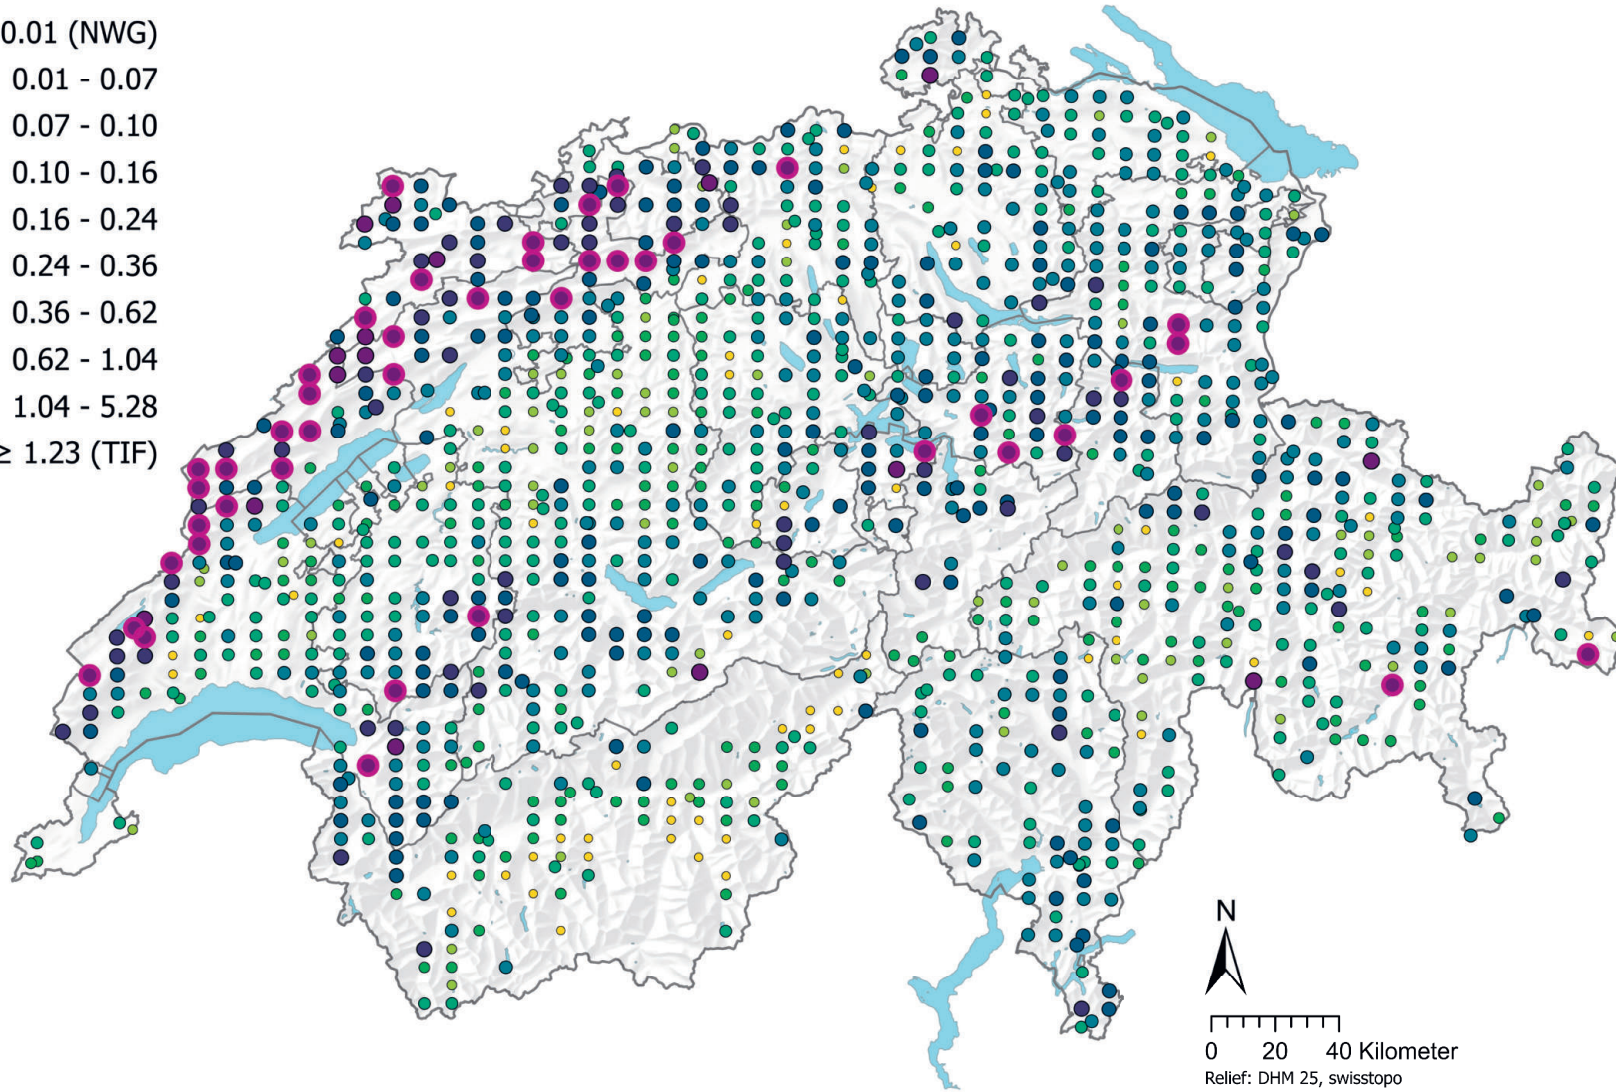 0.01 (NWG)
0.01 - 0.07
0.07 - 0.10
0.10 - 0.16
0.16 - 0.24
0.24 - 0.36
0.36 - 0.62
0.62 - 1.04
1.04 - 5.28
≥ 1.23 (TIF)
N
0 20 40 Kilometer
Relief: DHM 25, swisstopo